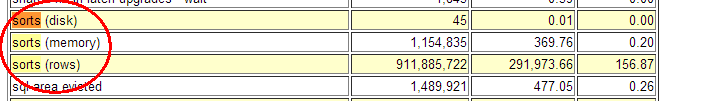 sorts (disk) 45 0.01 0.00
sorts (memory) 1,154,835 369.76 0.20
sorts (rows) 911,885,722 291,973.66 156.87
sql area evicted 1,489,921 477.05 0.26